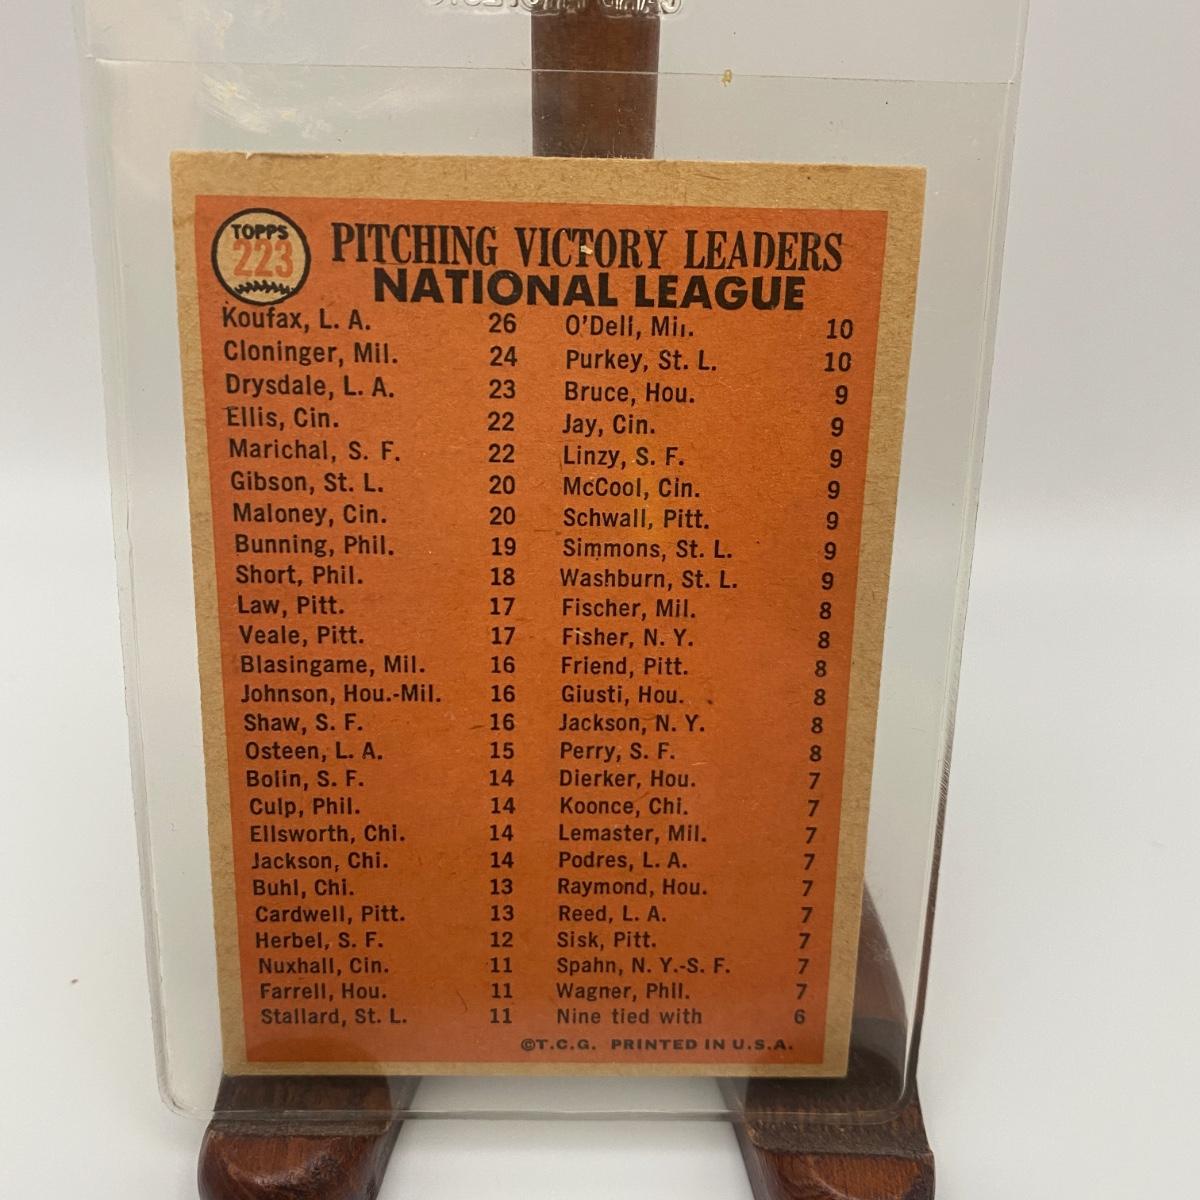 TOPPS
223
PITCHING VICTORY LEADERS
NATIONAL LEAGUE
Koufax, L. A. 26
Cloninger, Mil. 24
Drysdale, L. A. 23
Ellis, Cin. 22
Marichal, S. F. 22
Gibson, St. L. 20
Maloney, Cin. 20
Bunning, Phil. 19
Short, Phil. 18
Law, Pitt. 17
Veale, Pitt. 17
Blasingame, Mil. 16
Johnson, Hou.-Mil. 16
Shaw, S. F. 16
Osteen, L. A. 15
Bolin, S. F. 14
Culp, Phil. 14
Ellsworth, Chi. 14
Jackson, Chi. 14
Buhl, Chi. 13
Cardwell, Pitt. 13
Herbel, S. F. 12
Nuxhall, Cin. 11
Farrell, Hou. 11
Stallard, St. L. 11
O'Dell, Mil. 10
Purkey, St. L. 10
Bruce, Hou. 9
Jay, Cin. 9
Linzy, S. F. 9
McCool, Cin. 9
Schwall, Pitt. 9
Simmons, St. L. 9
Washburn, St. L. 9
Fischer, Mil. 8
Fisher, N. Y. 8
Friend, Pitt. 8
Giusti, Hou. 8
Jackson, N. Y. 8
Perry, S. F. 8
Dierker, Hou. 7
Koonce, Chi. 7
Lemaster, Mil. 7
Podres, L. A. 7
Raymond, Hou. 7
Reed, L. A. 7
Sisk, Pitt. 7
Spahn, N. Y.-S. F. 7
Wagner, Phil. 7
Nine tied with 6
©T.C.G. PRINTED IN U.S.A.